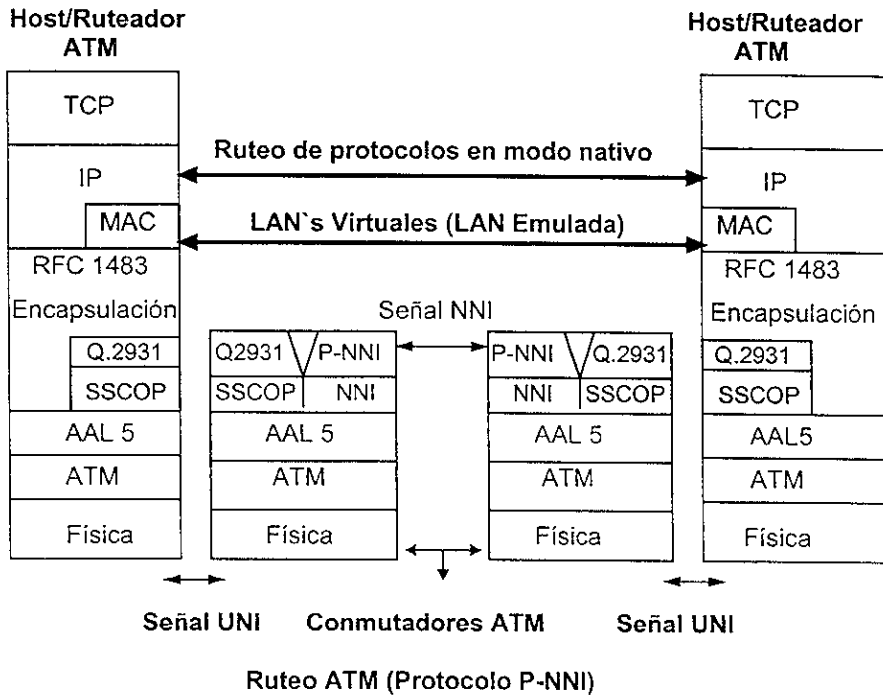 Host/Ruteador
ATM
Host/Ruteador
ATM
TCP
TCP
Ruteo de protocolos en modo nativo
IP
IP
MAC
LAN`s Virtuales (LAN Emulada)
MAC
RFC 1483
Encapsulación
RFC 1483
Encapsulación
Señal NNI
Q.2931
Q2931
P-NNI
P-NNI
Q.2931
Q.2931
SSCOP
SSCOP
NNI
NNI
SSCOP
SSCOP
AAL 5
AAL 5
AAL 5
AAL5
ATM
ATM
ATM
ATM
Física
Física
Física
Física
Señal UNI
Conmutadores ATM
Señal UNI
Ruteo ATM (Protocolo P-NNI)